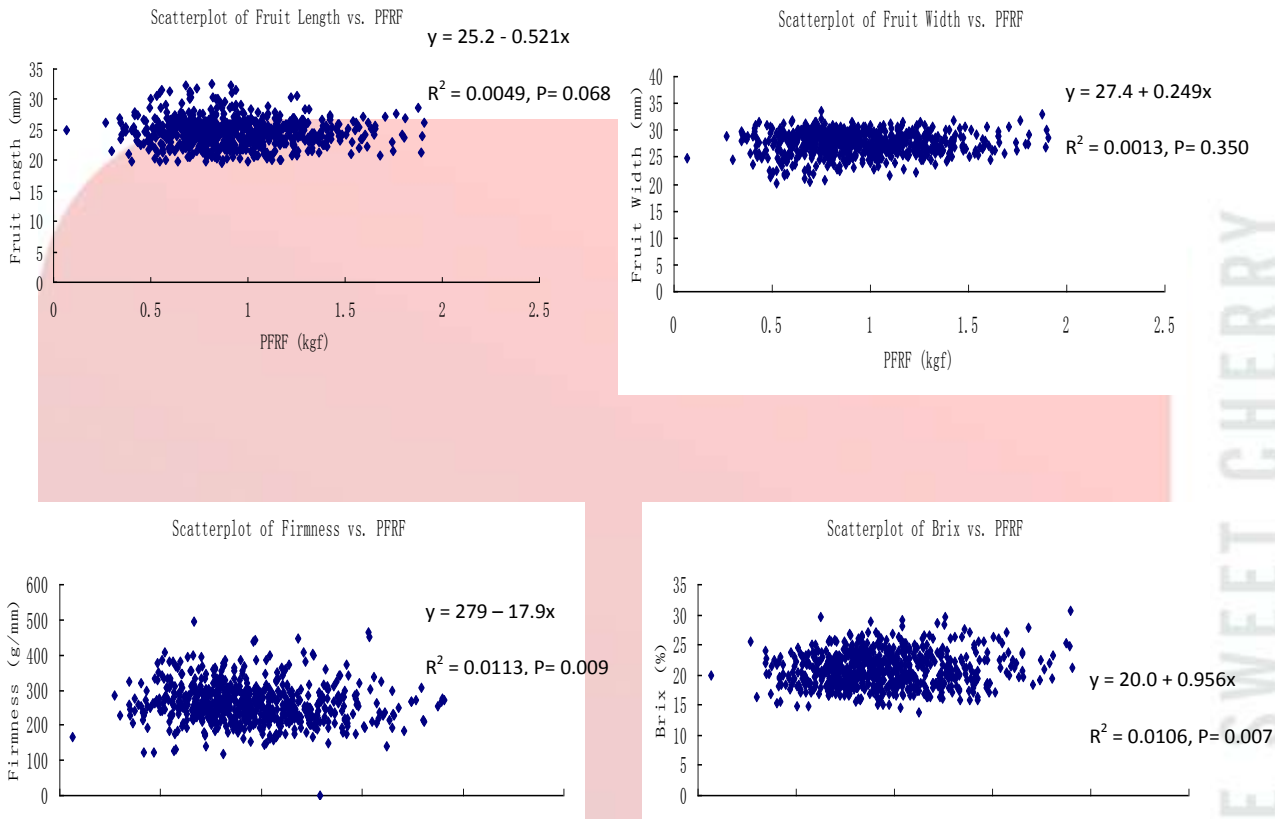 Scatterplot of Fruit Length vs. PFRF
y = 25.2 - 0.521x
R² = 0.0049, P= 0.068
Fruit Length (mm)
35
30
25
20
15
10
5
0
0 0.5 1 1.5 2 2.5
PFRF (kgf)
Scatterplot of Fruit Width vs. PFRF
y = 27.4 + 0.249x
R² = 0.0013, P= 0.350
Fruit Width (mm)
40
35
30
25
20
15
10
5
0
0 0.5 1 1.5 2 2.5
PFRF (kgf)
Scatterplot of Firmness vs. PFRF
y = 279 – 17.9x
R² = 0.0113, P= 0.009
Firmness (g/mm)
600
500
400
300
200
100
0
Scatterplot of Brix vs. PFRF
y = 20.0 + 0.956x
R² = 0.0106, P= 0.007
Brix (%)
35
30
25
20
15
10
5
0
E SWEET CHERRY